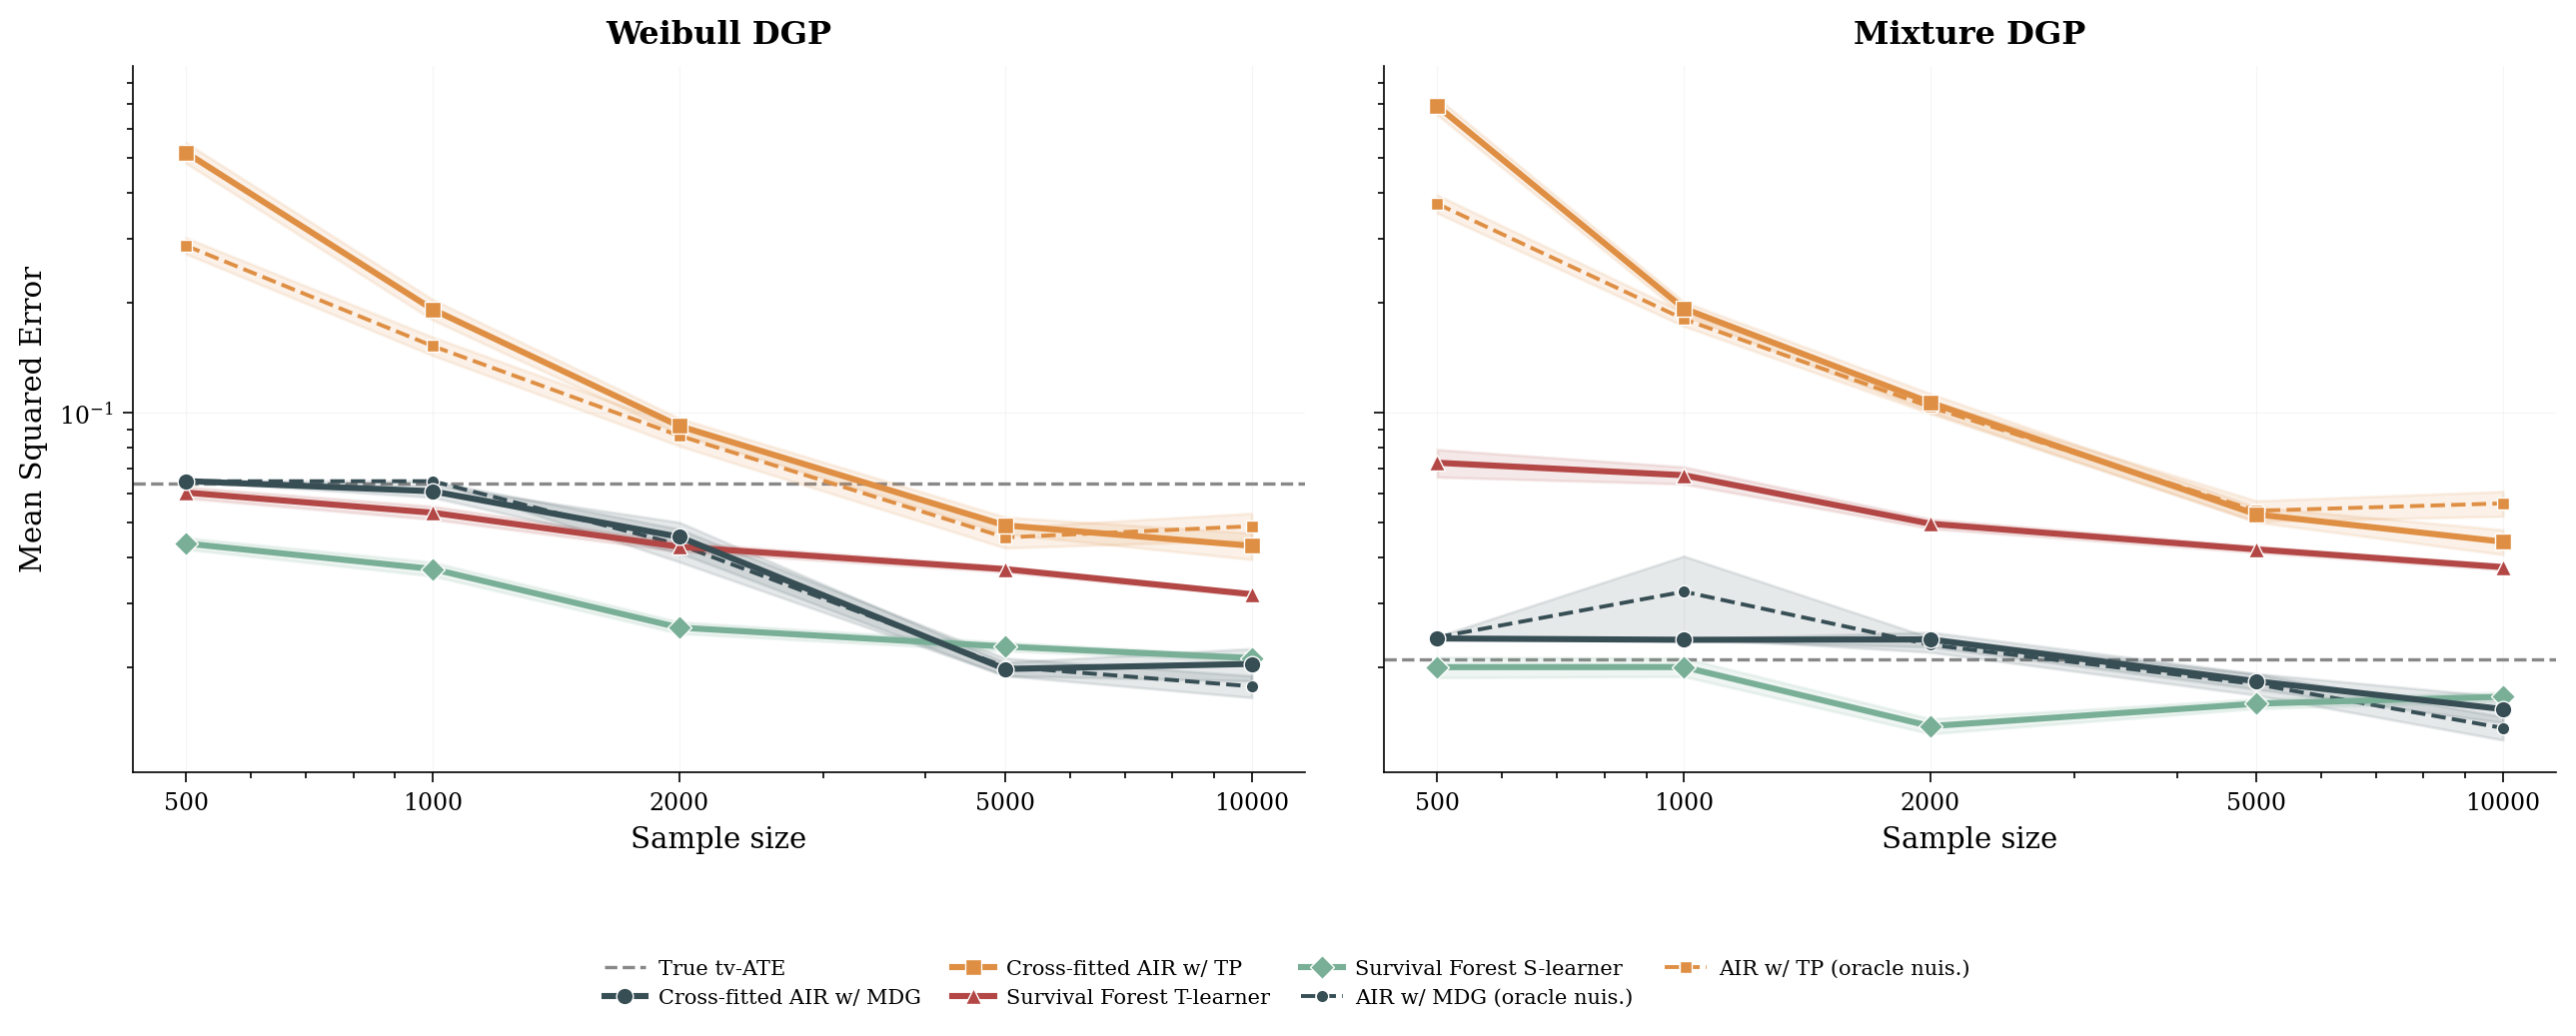 Weibull DGP
Mixture DGP
Mean Squared Error
10⁻¹
500 1000 2000 5000 10000
500 1000 2000 5000 10000
Sample size
Sample size
True tv-ATE
Cross-fitted AIR w/ MDG
Cross-fitted AIR w/ TP
Survival Forest T-learner
Survival Forest S-learner
AIR w/ MDG (oracle nuis.)
AIR w/ TP (oracle nuis.)